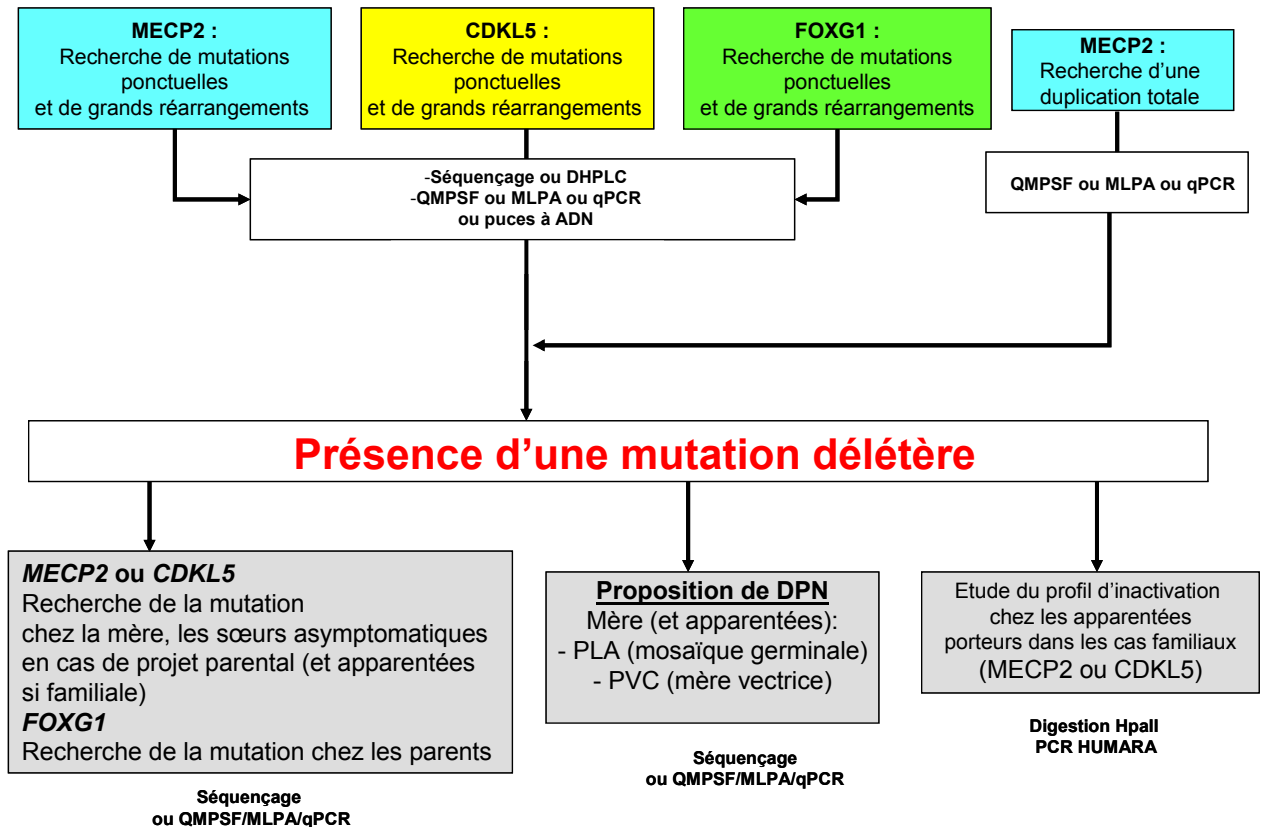 MECP2 :
Recherche de mutations
ponctuelles
et de grands réarrangements
CDKL5 :
Recherche de mutations
ponctuelles
et de grands réarrangements
FOXG1 :
Recherche de mutations
ponctuelles
et de grands réarrangements
MECP2 :
Recherche d’une
duplication totale
-Séquençage ou DHPLC
-QMPSF ou MLPA ou qPCR
ou puces à ADN
QMPSF ou MLPA ou qPCR
Présence d’une mutation délétère
MECP2 ou CDKL5
Recherche de la mutation
chez la mère, les sœurs asymptomatiques
en cas de projet parental (et apparentées
si familiale)
FOXG1
Recherche de la mutation chez les parents
Séquençage
ou QMPSF/MLPA/qPCR
Proposition de DPN
Mère (et apparentées):
- PLA (mosaïque germinale)
- PVC (mère vectrice)
Séquençage
ou QMPSF/MLPA/qPCR
Etude du profil d’inactivation
chez les apparentées
porteurs dans les cas familiaux
(MECP2 ou CDKL5)
Digestion HpaII
PCR HUMARA